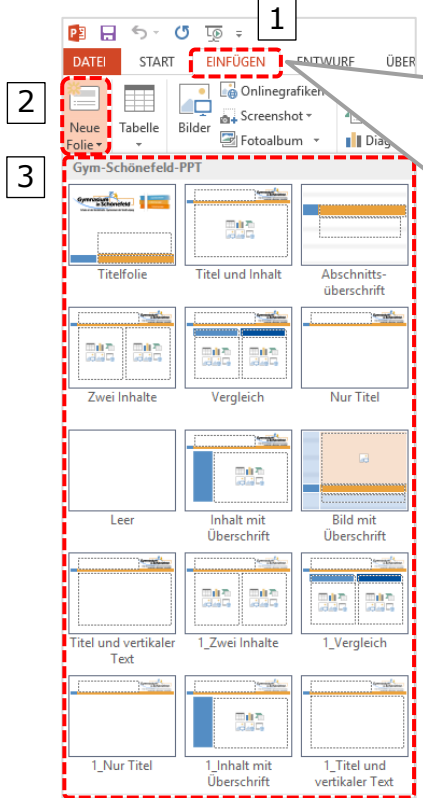 1
DATEI START EINFÜGEN ENTWURF ÜBER
2
Neue Folie
Tabelle
Bilder
Onlinegrafiken
Screenshot
Fotoalbum
Diag
3
Gym-Schönefeld-PPT
Gymnasium Schönefeld
Titelfolie
Titel und Inhalt
Abschnitts-
überschrift
Zwei Inhalte
Vergleich
Nur Titel
Leer
Inhalt mit
Überschrift
Bild mit
Überschrift
Titel und vertikaler
Text
1_Zwei Inhalte
1_Vergleich
1_Nur Titel
1_Inhalt mit
Überschrift
1_Titel und
vertikaler Text